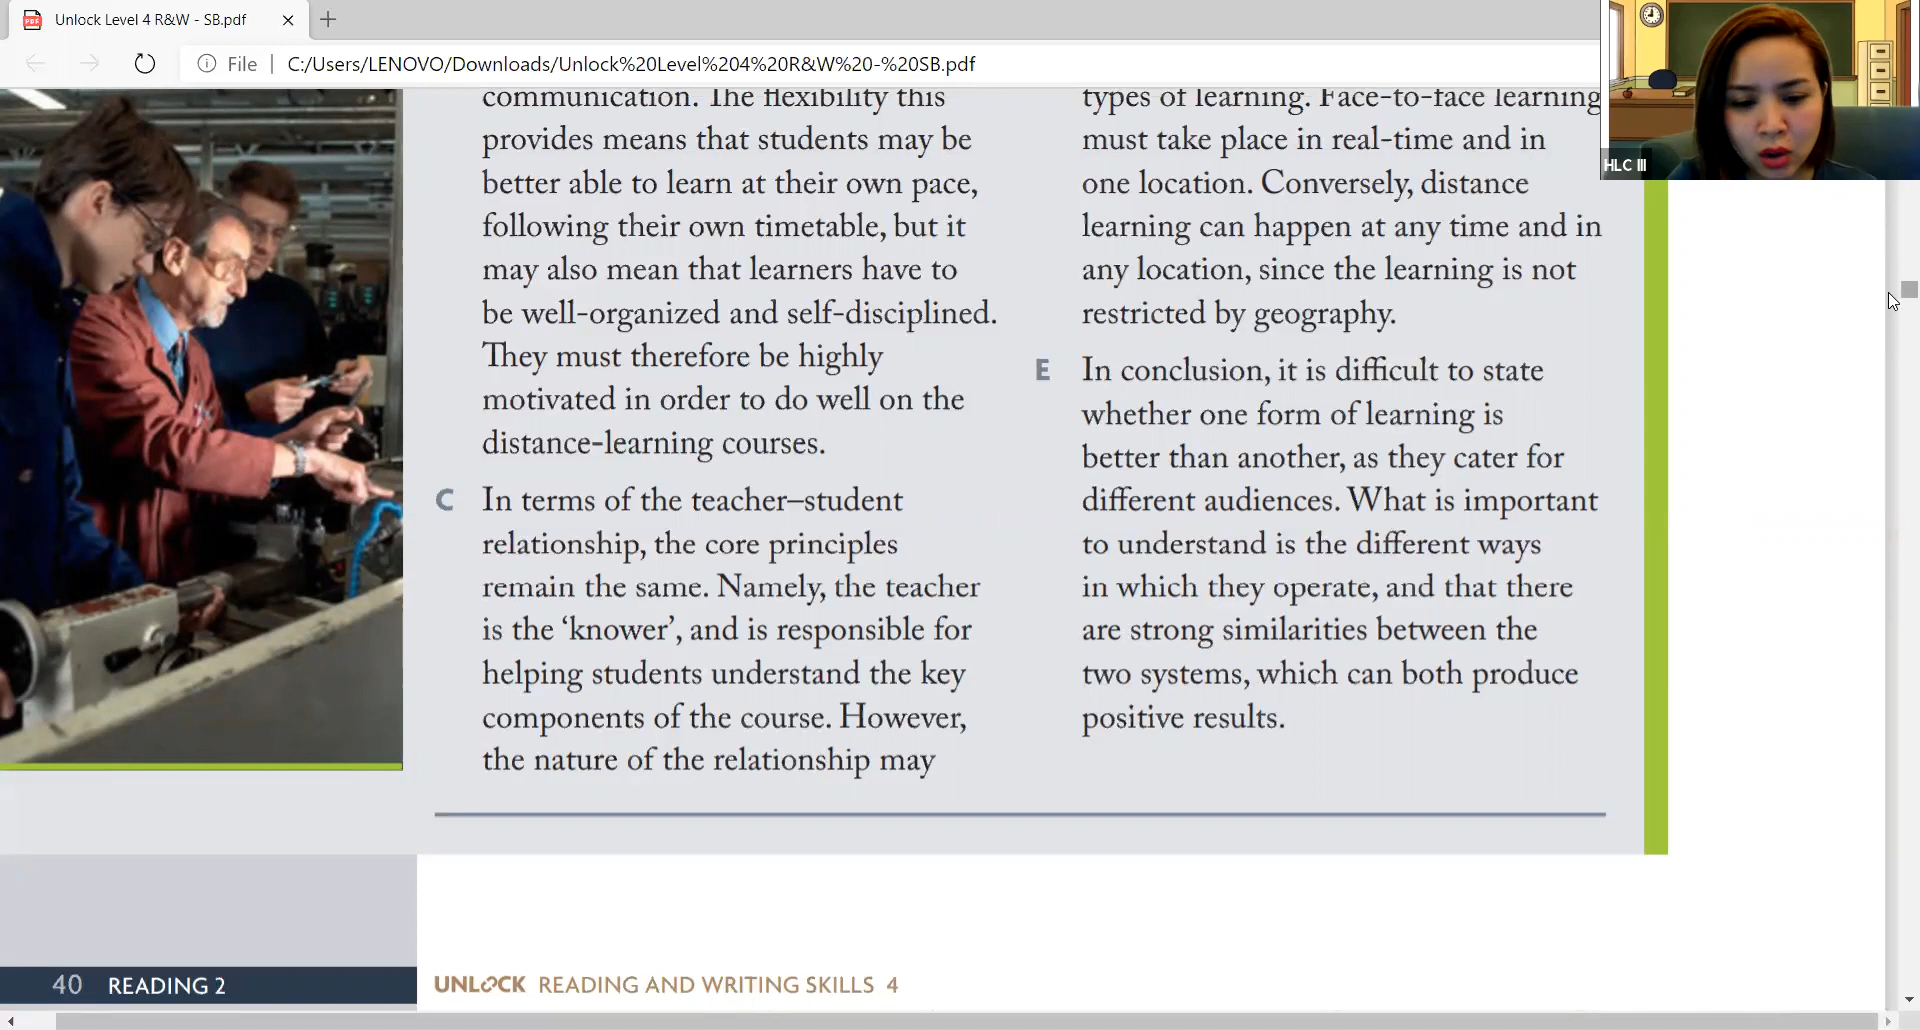 Unlock Level 4 R&W - SB.pdf
File
C:/Users/LENOVO/Downloads/Unlock%20Level%204%20R&W%20-%20SB.pdf
HLC III
communication. The flexibility this
provides means that students may be
better able to learn at their own pace,
following their own timetable, but it
may also mean that learners have to
be well-organized and self-disciplined.
They must therefore be highly
motivated in order to do well on the
distance-learning courses.
C In terms of the teacher–student
relationship, the core principles
remain the same. Namely, the teacher
is the ‘knower’, and is responsible for
helping students understand the key
components of the course. However,
the nature of the relationship may
types of learning. Face-to-face learning
must take place in real-time and in
one location. Conversely, distance
learning can happen at any time and in
any location, since the learning is not
restricted by geography.
E In conclusion, it is difficult to state
whether one form of learning is
better than another, as they cater for
different audiences. What is important
to understand is the different ways
in which they operate, and that there
are strong similarities between the
two systems, which can both produce
positive results.
40 READING 2
UNLOCK READING AND WRITING SKILLS 4